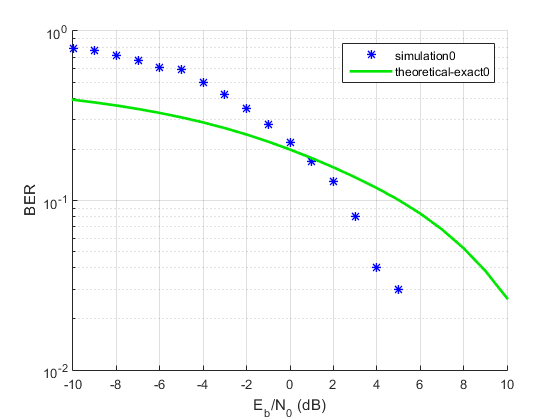 10^0
simulation0
theoretical-exact0
10^-1
BER
10^-2
-10 -8 -6 -4 -2 0 2 4 6 8 10
E_b/N_0 (dB)